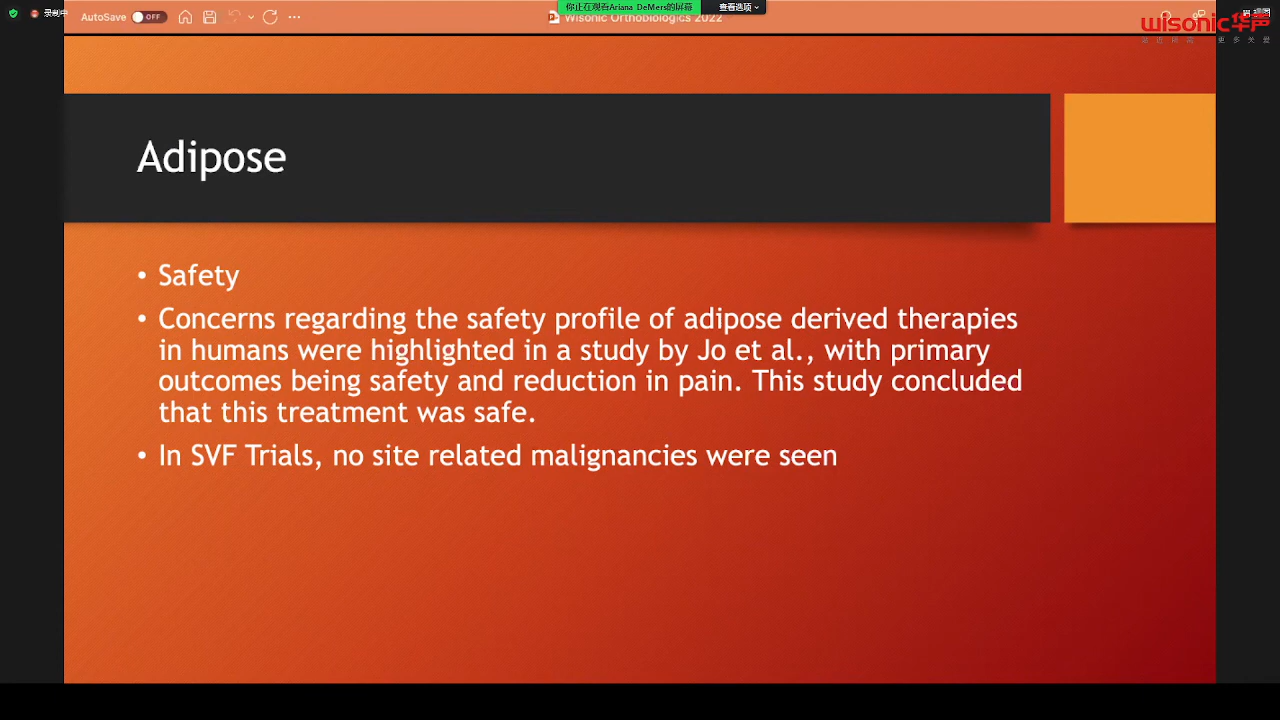 录制中
AutoSave OFF
Wisonic OrthoBiologics 2022
你正在观看Ariana DeMers的屏幕
查看选项
wisonic华声
Adipose
• Safety
• Concerns regarding the safety profile of adipose derived therapies
in humans were highlighted in a study by Jo et al., with primary
outcomes being safety and reduction in pain. This study concluded
that this treatment was safe.
• In SVF Trials, no site related malignancies were seen